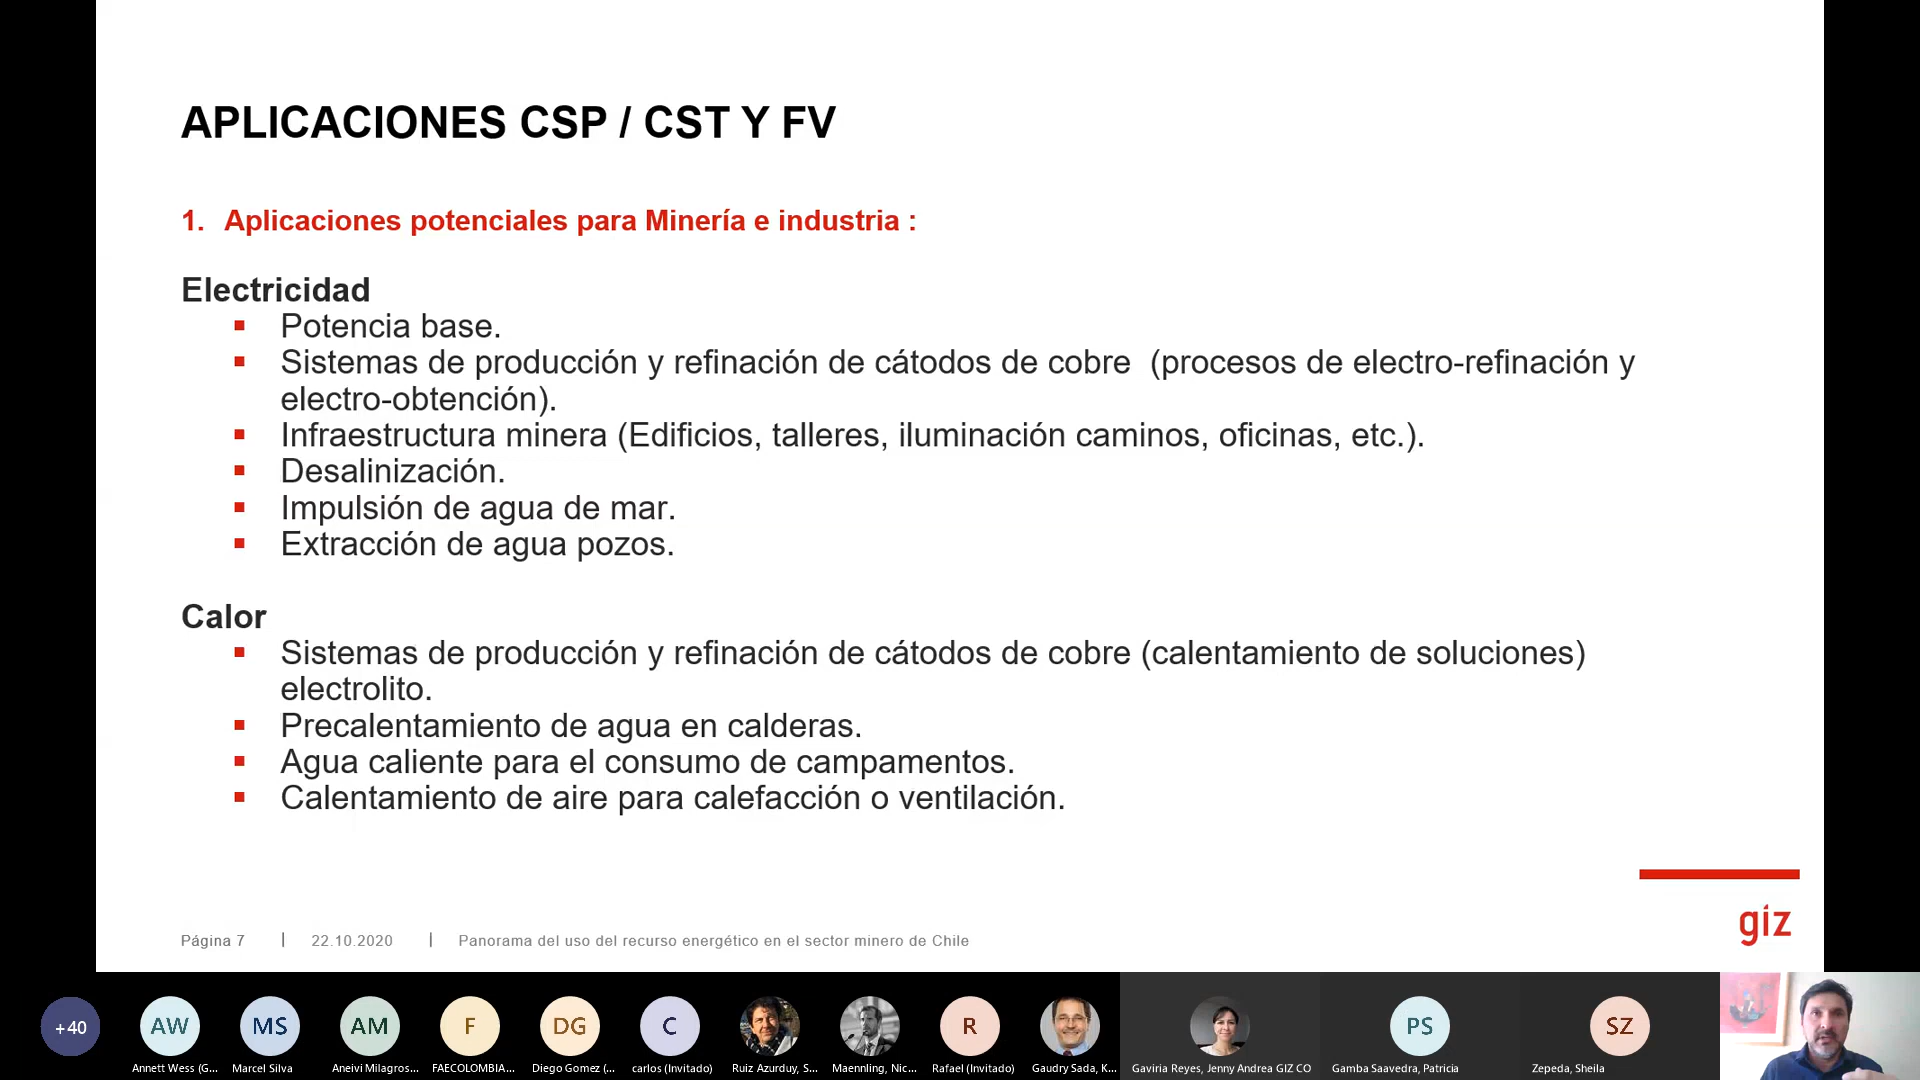 APLICACIONES CSP / CST Y FV
1. Aplicaciones potenciales para Minería e industria :
Electricidad
▪ Potencia base.
▪ Sistemas de producción y refinación de cátodos de cobre (procesos de electro-refinación y
electro-obtención).
▪ Infraestructura minera (Edificios, talleres, iluminación caminos, oficinas, etc.).
▪ Desalinización.
▪ Impulsión de agua de mar.
▪ Extracción de agua pozos.
Calor
▪ Sistemas de producción y refinación de cátodos de cobre (calentamiento de soluciones)
electrolito.
▪ Precalentamiento de agua en calderas.
▪ Agua caliente para el consumo de campamentos.
▪ Calentamiento de aire para calefacción o ventilación.
giz
Página 7 | 22.10.2020 | Panorama del uso del recurso energético en el sector minero de Chile
+40 AW MS AM F DG C R PS SZ
Annett Wess (G... Marcel Silva Aneivi Milagros... FAECOLOMBIA... Diego Gomez (... carlos (Invitado) Ruiz Azurduy, S... Maennling, Nic... Rafael (Invitado) Gaudry Sada, K... Gaviria Reyes, Jenny Andrea GIZ CO Gamba Saavedra, Patricia Zepeda, Sheila